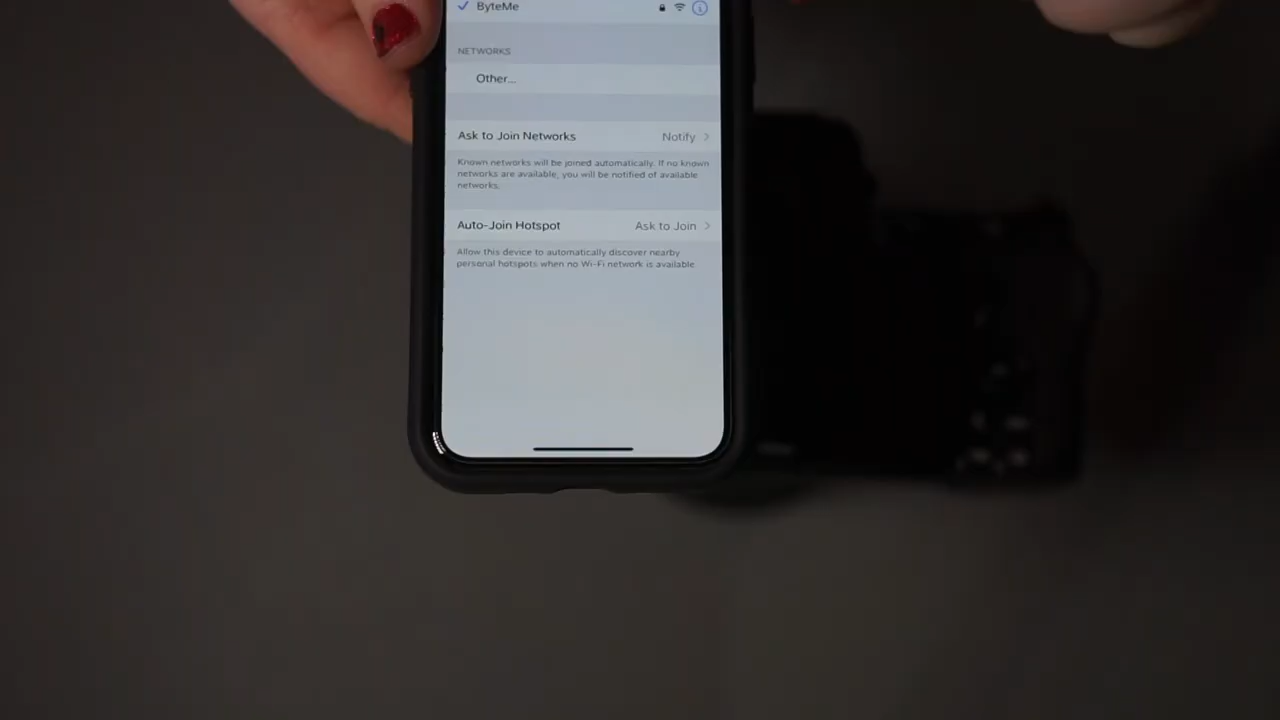 ByteMe
NETWORKS
Other...
Ask to Join Networks Notify
Known networks will be joined automatically. If no known
networks are available, you will be notified of available
networks.
Auto-Join Hotspot Ask to Join
Allow this device to automatically discover nearby
personal hotspots when no Wi-Fi network is available